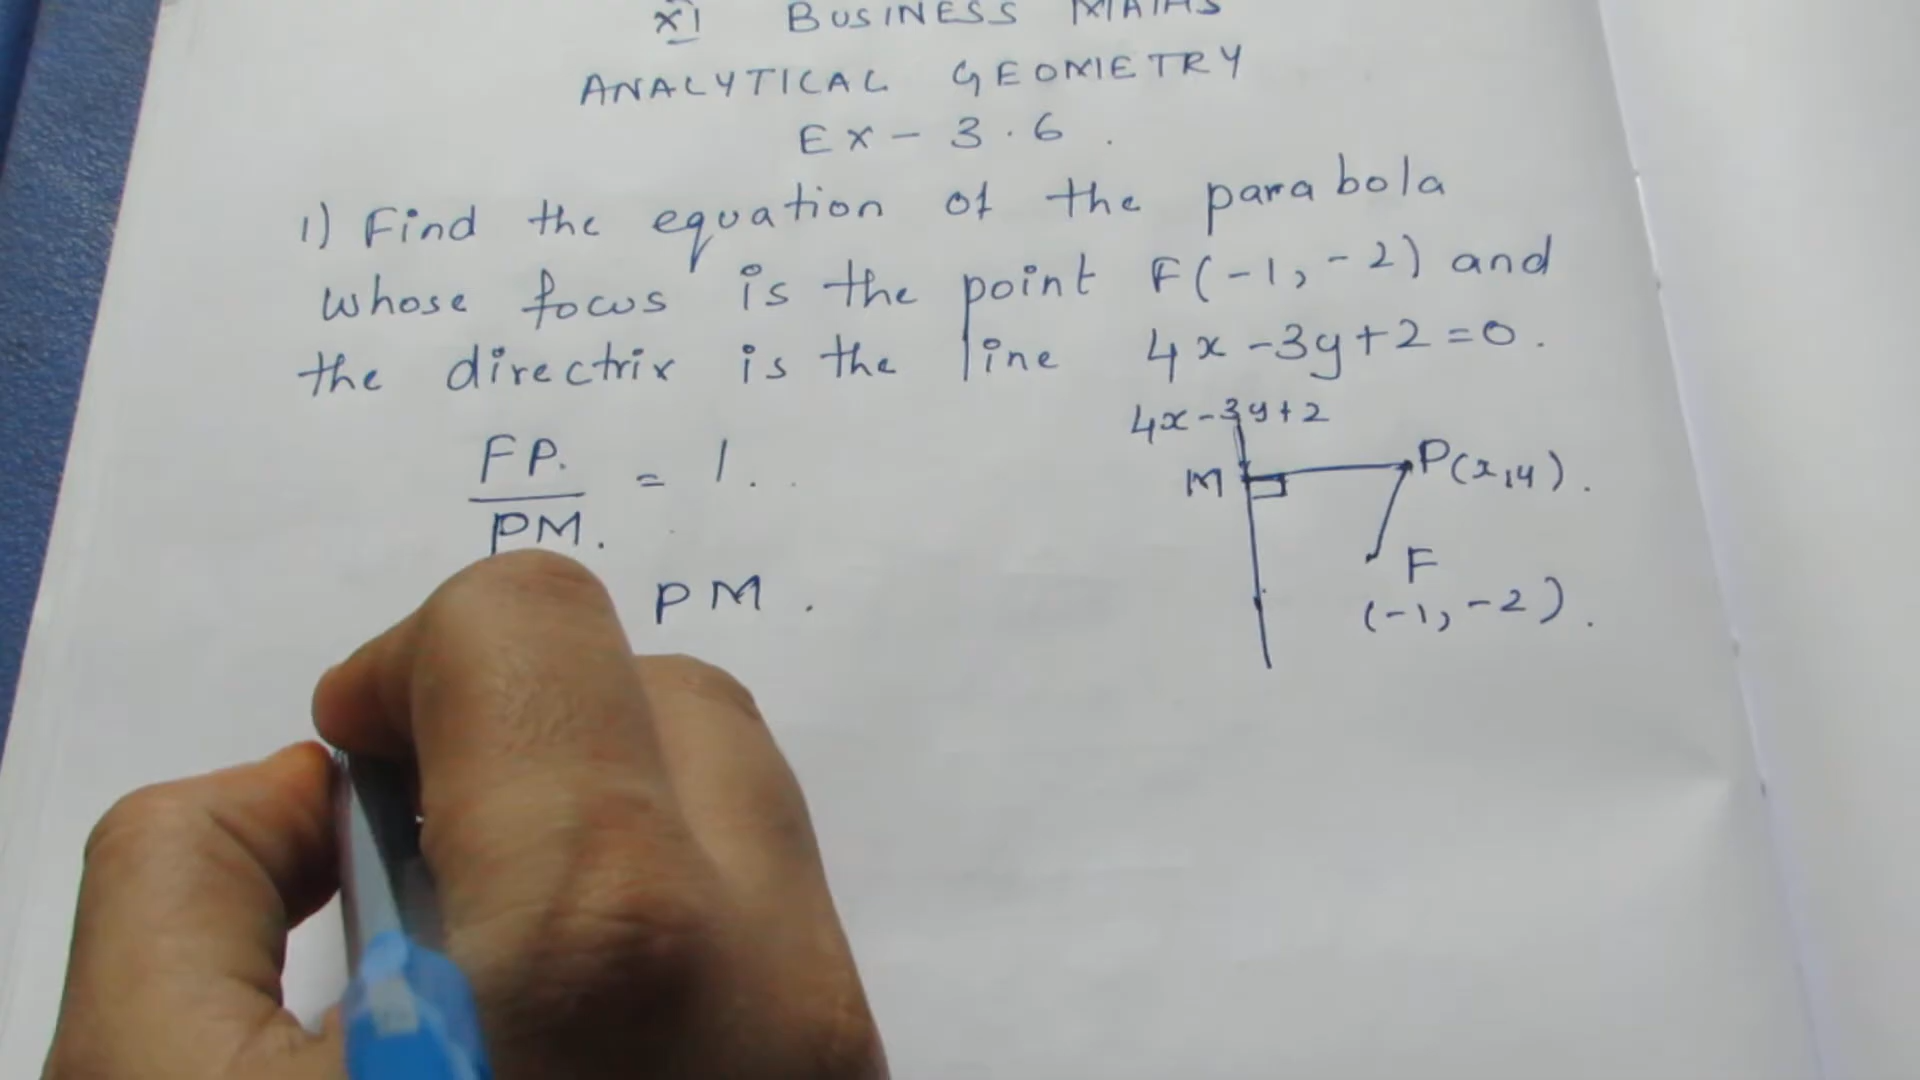 XI BUSINESS MATHS
ANALYTICAL GEOMETRY
EX - 3.6.
1) Find the equation of the parabola
whose focus is the point F(-1, -2) and
the directrix is the line 4x -3y+2 = 0.
4x-3y+2
FP.
= 1.
PM.
M
P(x,y).
F
(-1, -2).
PM.